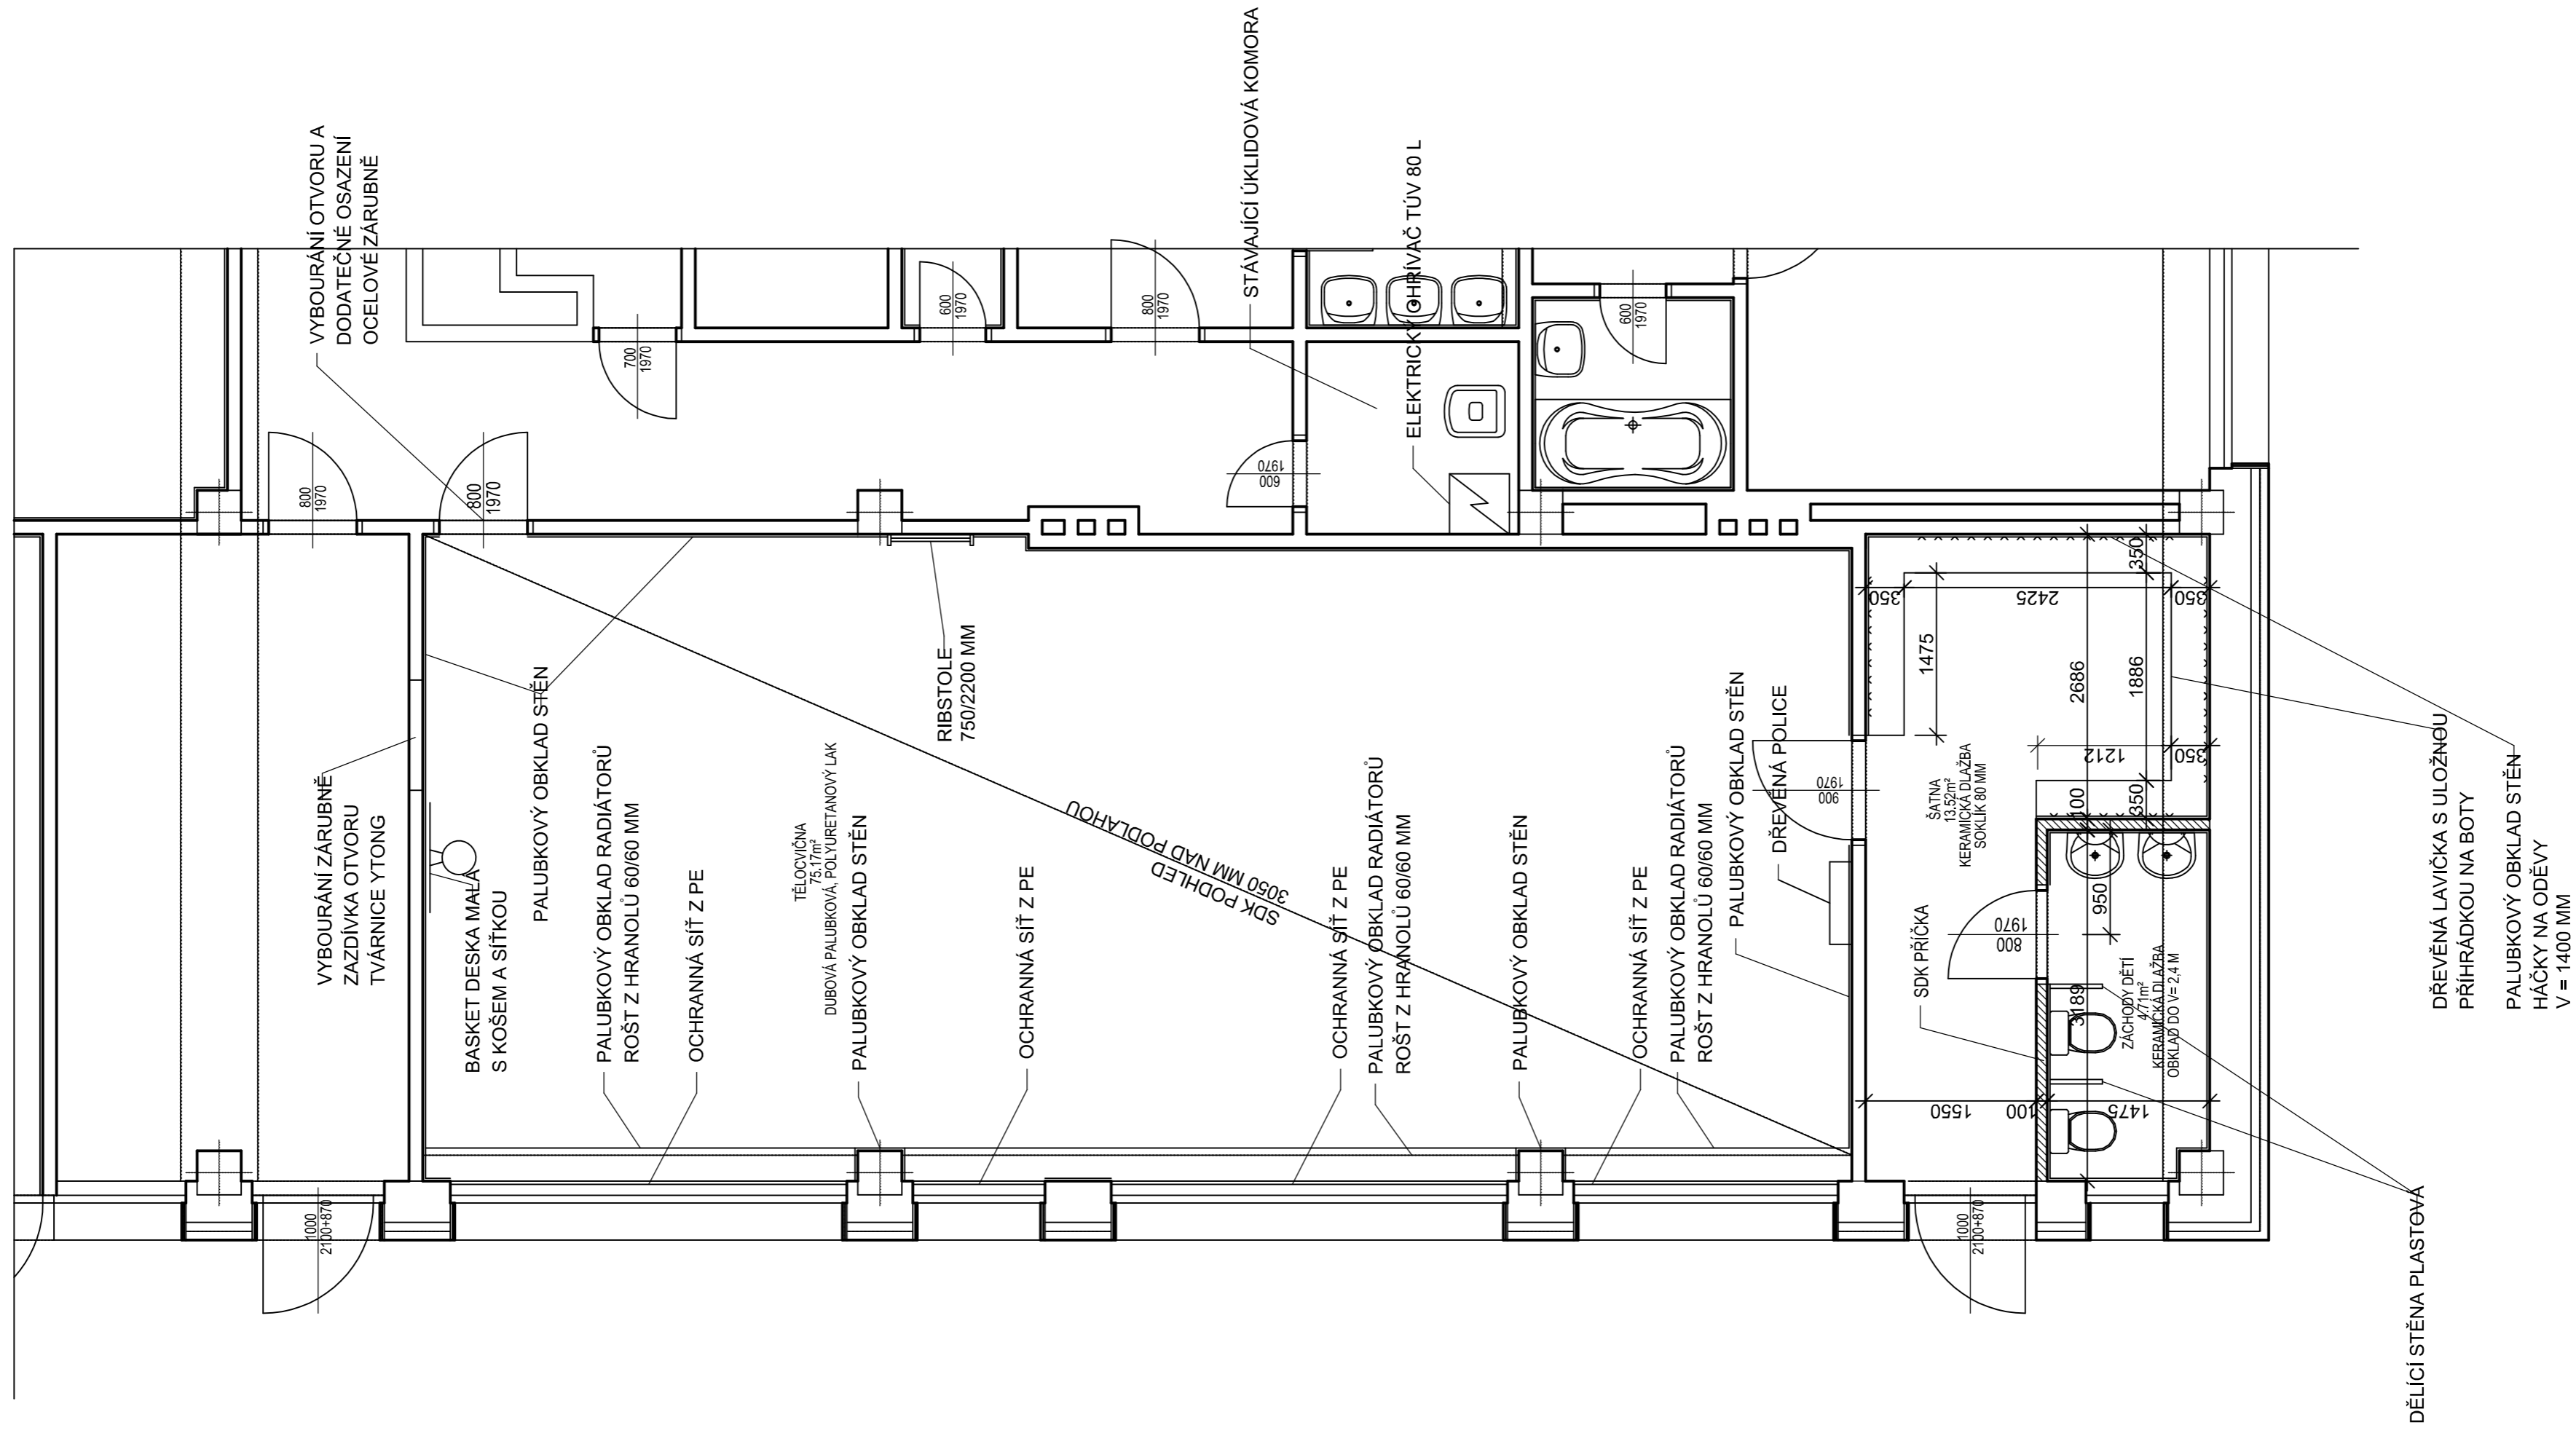 VYBOURÁNÍ OTVORU A
DODATEČNÉ OSAZENÍ
OCELOVÉ ZÁRUBNĚ
STÁVAJÍCÍ ÚKLIDOVÁ KOMORA
ELEKTRICKÝ OHŘÍVAČ TÚV 80 L
800
1970
800
1970
700
1970
600
1970
800
1970
600
1970
600
1970
VYBOURÁNÍ ZÁRUBNĚ
ZAZDÍVKA OTVORU
TVÁRNICE YTONG
BASKET DESKA MALÁ
S KOŠEM A SÍŤKOU
PALUBKOVÝ OBKLAD STĚN
PALUBKOVÝ OBKLAD RADIÁTORŮ
ROŠT Z HRANOLŮ 60/60 MM
OCHRANNÁ SÍŤ Z PE
TĚLOCVIČNA
75.17m²
DUBOVÁ PALUBKOVÁ, POLYURETANOVÝ LAK
PALUBKOVÝ OBKLAD STĚN
RIBSTOLE
750/2200 MM
OCHRANNÁ SÍŤ Z PE
SDK PODHLED
3050 MM NAD PODLAHOU
OCHRANNÁ SÍŤ Z PE
PALUBKOVÝ OBKLAD RADIÁTORŮ
ROŠT Z HRANOLŮ 60/60 MM
PALUBKOVÝ OBKLAD STĚN
OCHRANNÁ SÍŤ Z PE
PALUBKOVÝ OBKLAD RADIÁTORŮ
ROŠT Z HRANOLŮ 60/60 MM
PALUBKOVÝ OBKLAD STĚN
DŘEVĚNÁ POLICE
900
1970
SDK PŘÍČKA
ŠATNA
13.52m²
KERAMICKÁ DLAŽBA
SOKLÍK 80 MM
350
2425
350
1475
2686
350
1886
1212
350
100
350
950
800
1970
3189
ZÁCHODY DĚTÍ
4.71m²
KERAMICKÁ DLAŽBA
OBKLAD DO V= 2,4 M
1550
100
1475
1000
2100+870
1000
2100+870
DĚLÍCÍ STĚNA PLASTOVÁ
DŘEVĚNÁ LAVIČKA S ULOŽNOU
PŘÍHRÁDKOU NA BOTY
PALUBKOVÝ OBKLAD STĚN
HÁČKY NA ODĚVY
V = 1400 MM